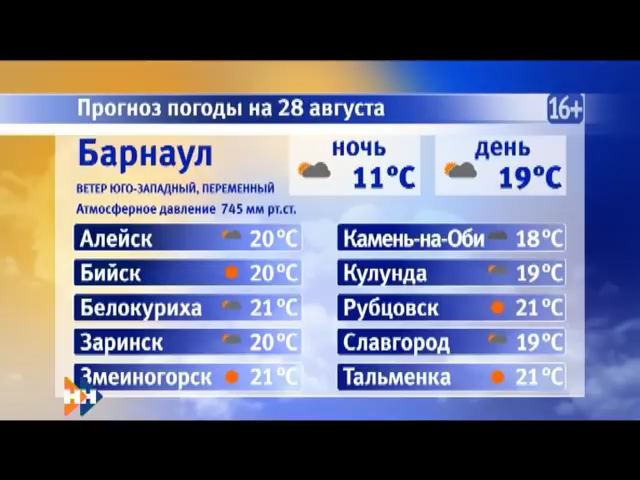 Прогноз погоды на 28 августа
16+
Барнаул
ВЕТЕР ЮГО-ЗАПАДНЫЙ, ПЕРЕМЕННЫЙ
Атмосферное давление 745 мм рт.ст.
ночь
11°C
день
19°C
Алейск 20°C
Бийск 20°C
Белокуриха 21°C
Заринск 20°C
Змеиногорск 21°C
Камень-на-Оби 18°C
Кулунда 19°C
Рубцовск 21°C
Славгород 19°C
Тальменка 21°C
НН